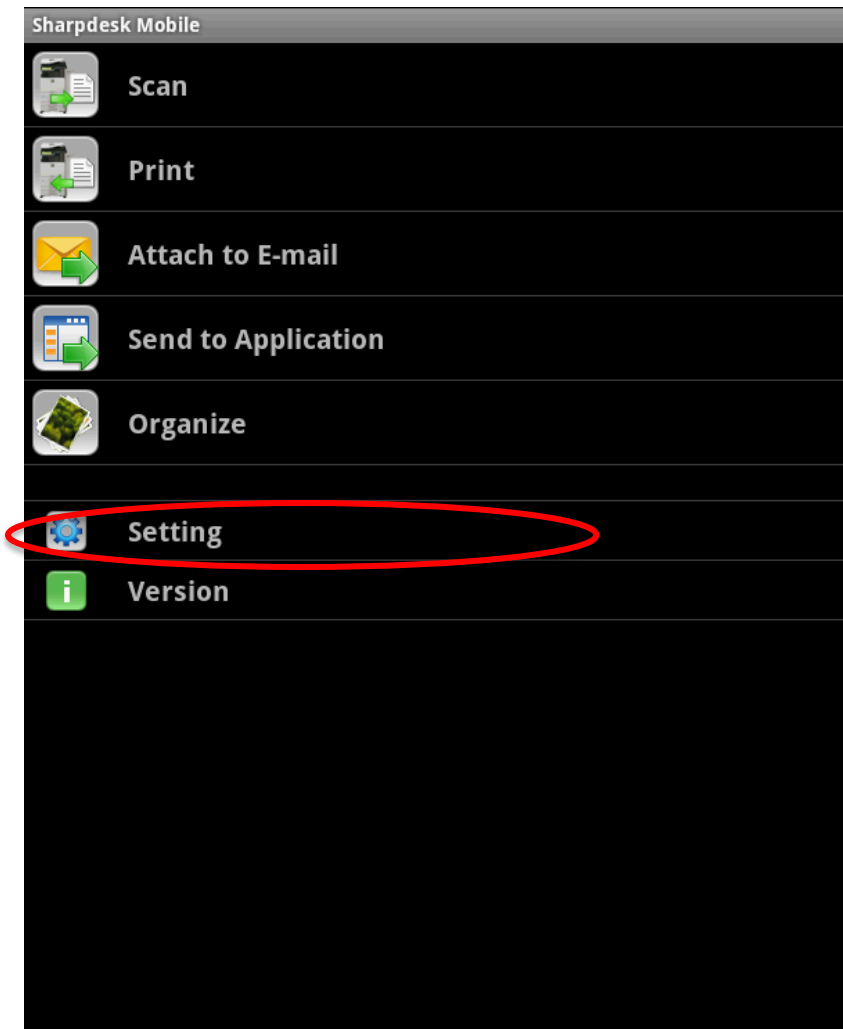 Sharpdesk Mobile
Scan
Print
Attach to E-mail
Send to Application
Organize
Setting
Version